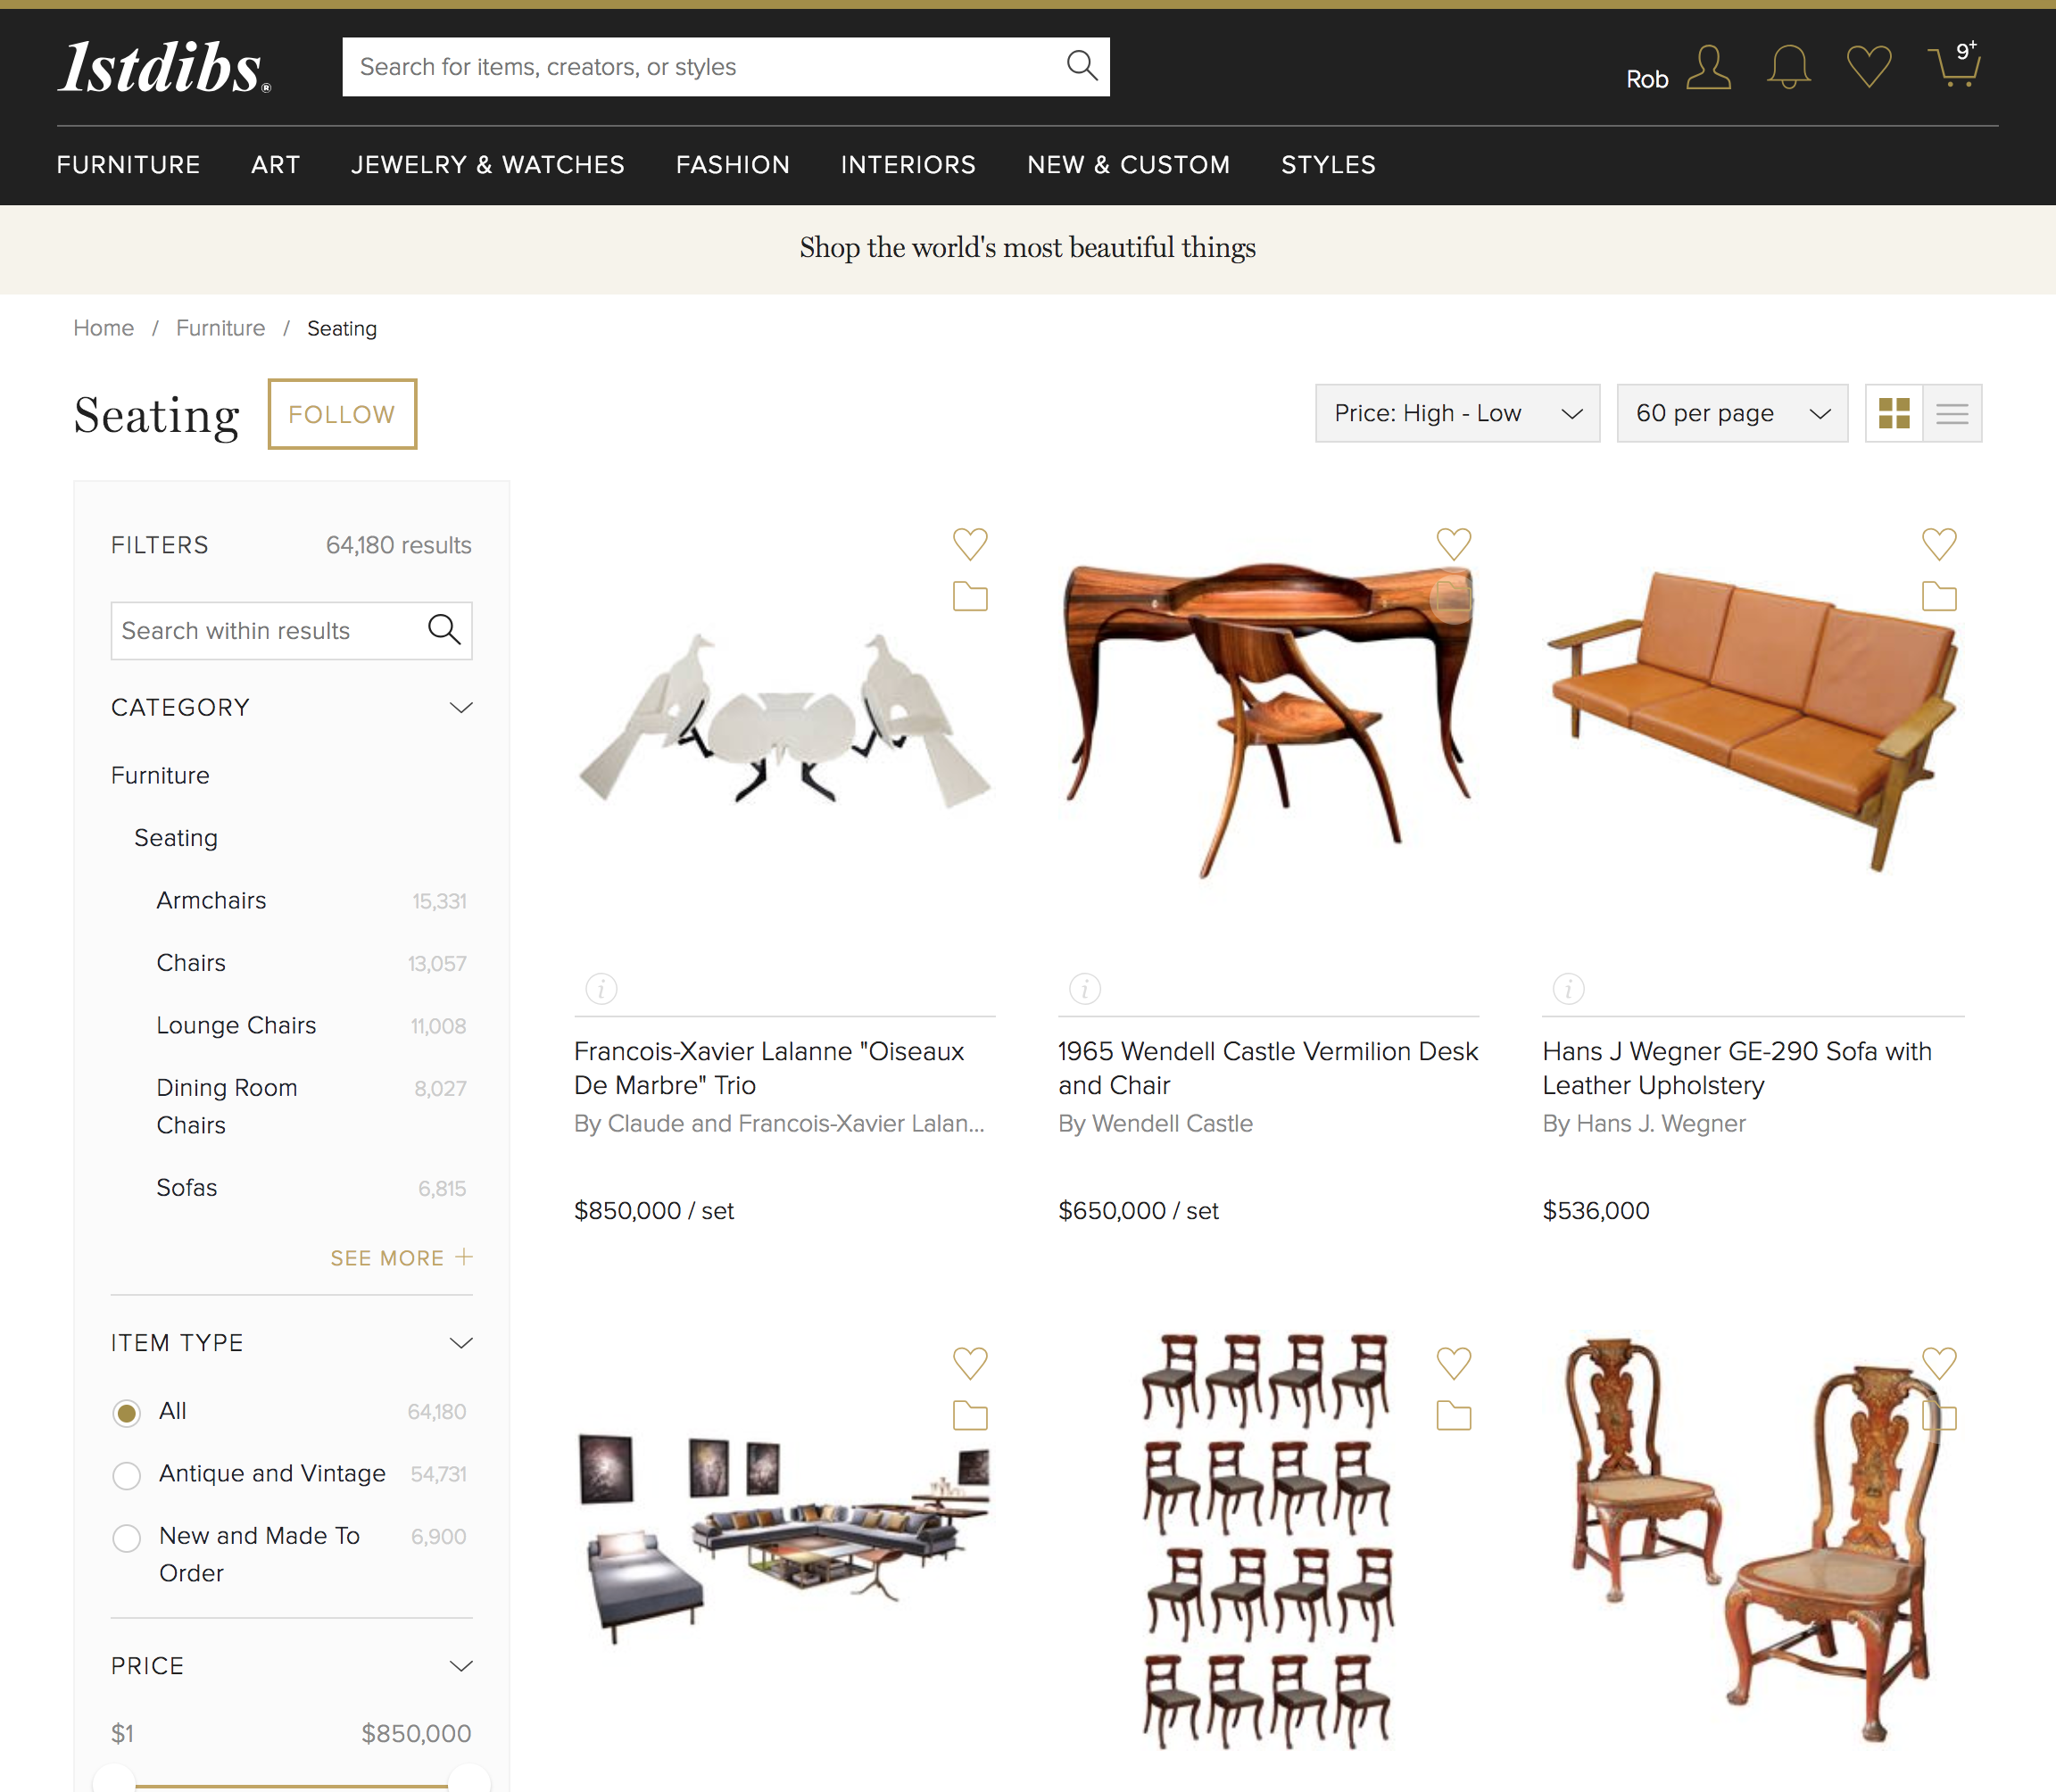 1stdibs®
Search for items, creators, or styles
Rob
9+
FURNITURE ART JEWELRY & WATCHES FASHION INTERIORS NEW & CUSTOM STYLES
Shop the world's most beautiful things
Home / Furniture / Seating
Seating FOLLOW
Price: High - Low
60 per page
FILTERS 64,180 results
Search within results
CATEGORY
Furniture
Seating
Armchairs 15,331
Chairs 13,057
Lounge Chairs 11,008
Dining Room 8,027
Chairs
Sofas 6,815
SEE MORE +
ITEM TYPE
All 64,180
Antique and Vintage 54,731
New and Made To 6,900
Order
PRICE
$1 $850,000
i
Francois-Xavier Lalanne "Oiseaux
De Marbre" Trio
By Claude and Francois-Xavier Lalan...
$850,000 / set
i
1965 Wendell Castle Vermilion Desk
and Chair
By Wendell Castle
$650,000 / set
i
Hans J Wegner GE-290 Sofa with
Leather Upholstery
By Hans J. Wegner
$536,000